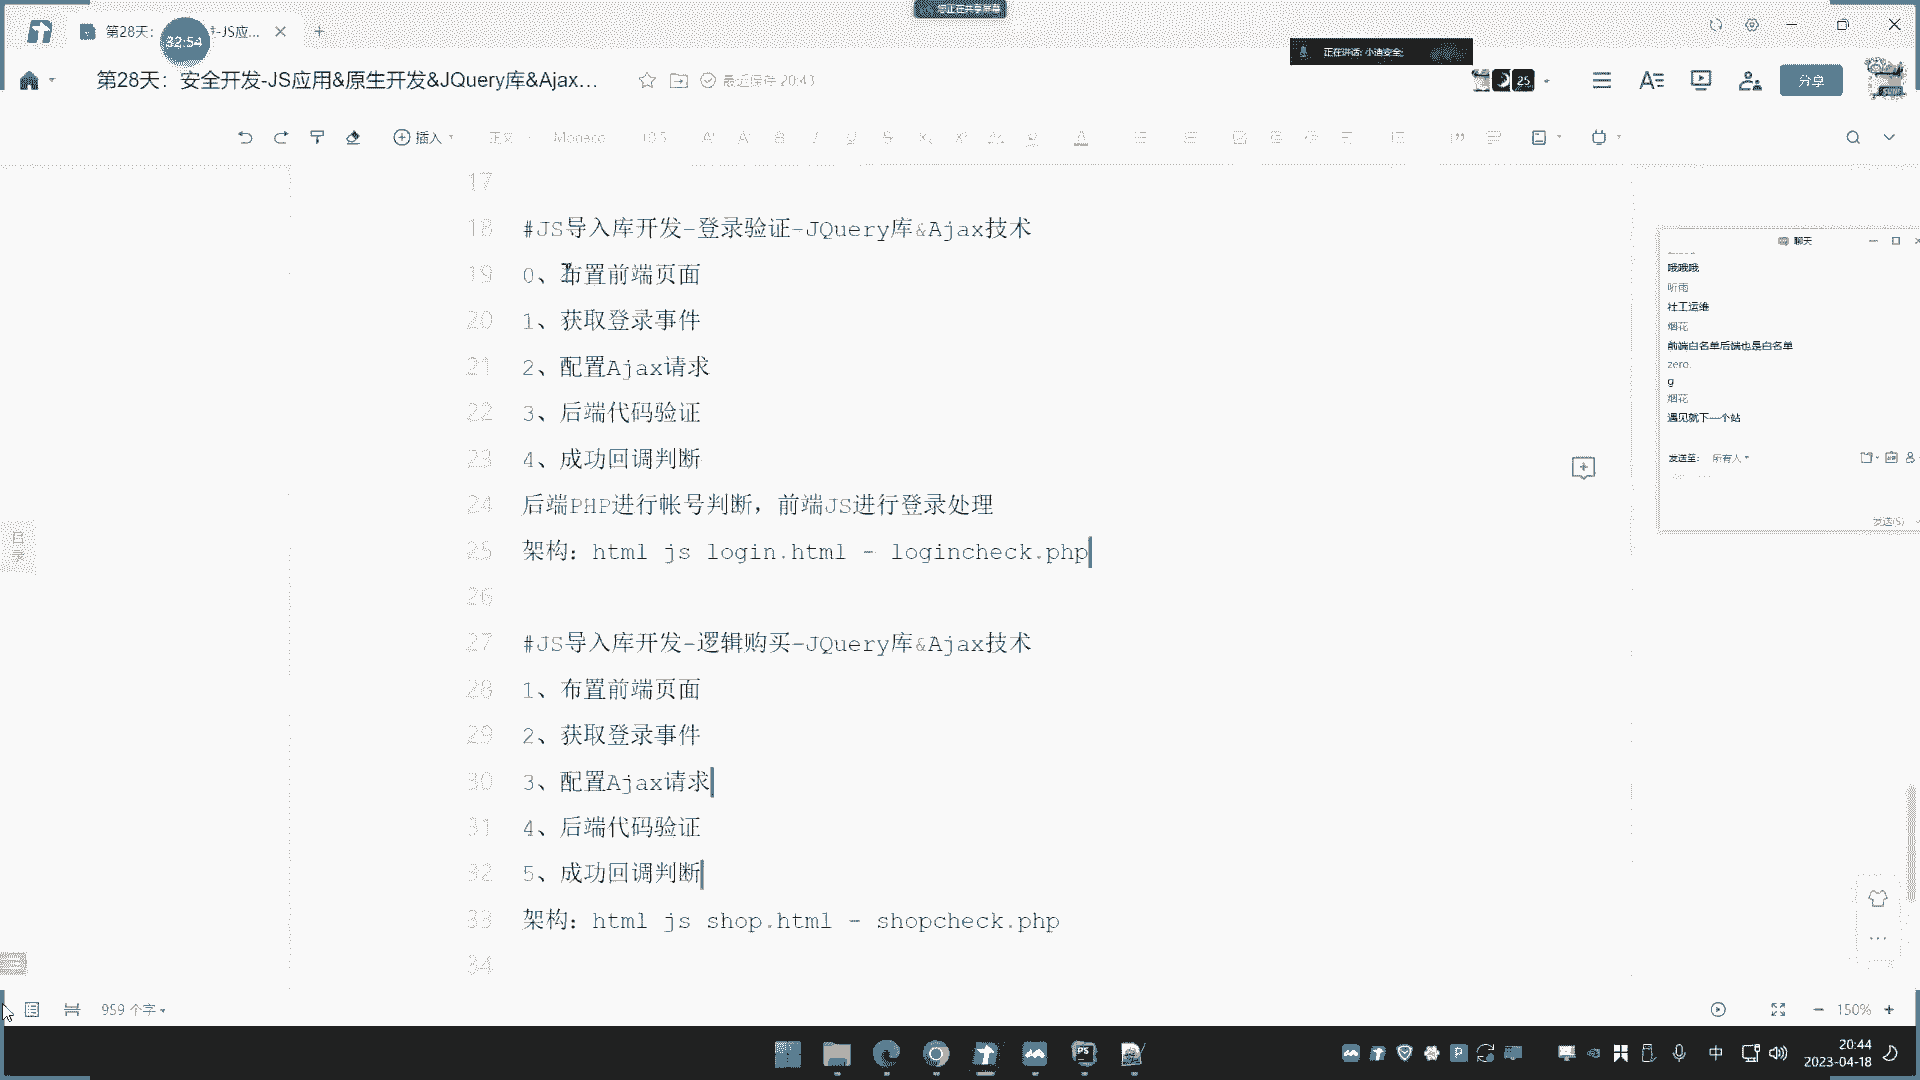 您正在共享屏幕
第28天:
32:54
-JS应...
正在讲话: 小迪安全;
第28天：安全开发-JS应用&原生开发&JQuery库&Ajax...
最近保存 20:43
25
分享
插入
正文
Monaco
10.5
17
18 #JS导入库开发-登录验证-JQuery库&Ajax技术
19 0、布置前端页面
20 1、获取登录事件
21 2、配置Ajax请求
22 3、后端代码验证
23 4、成功回调判断
24 后端PHP进行帐号判断，前端JS进行登录处理
25 架构：html js login.html - logincheck.php
26
27 #JS导入库开发-逻辑购买-JQuery库&Ajax技术
28 1、布置前端页面
29 2、获取登录事件
30 3、配置Ajax请求
31 4、后端代码验证
32 5、成功回调判断
33 架构：html js shop.html - shopcheck.php
34
目录
聊天
哦哦哦
听雨
社工运维
烟花
前端白名单后端也是白名单
zero.
g
烟花
遇见就下一个站
发送至: 所有人
发送(S)
959 个字
150%
中
20:44
2023-04-18